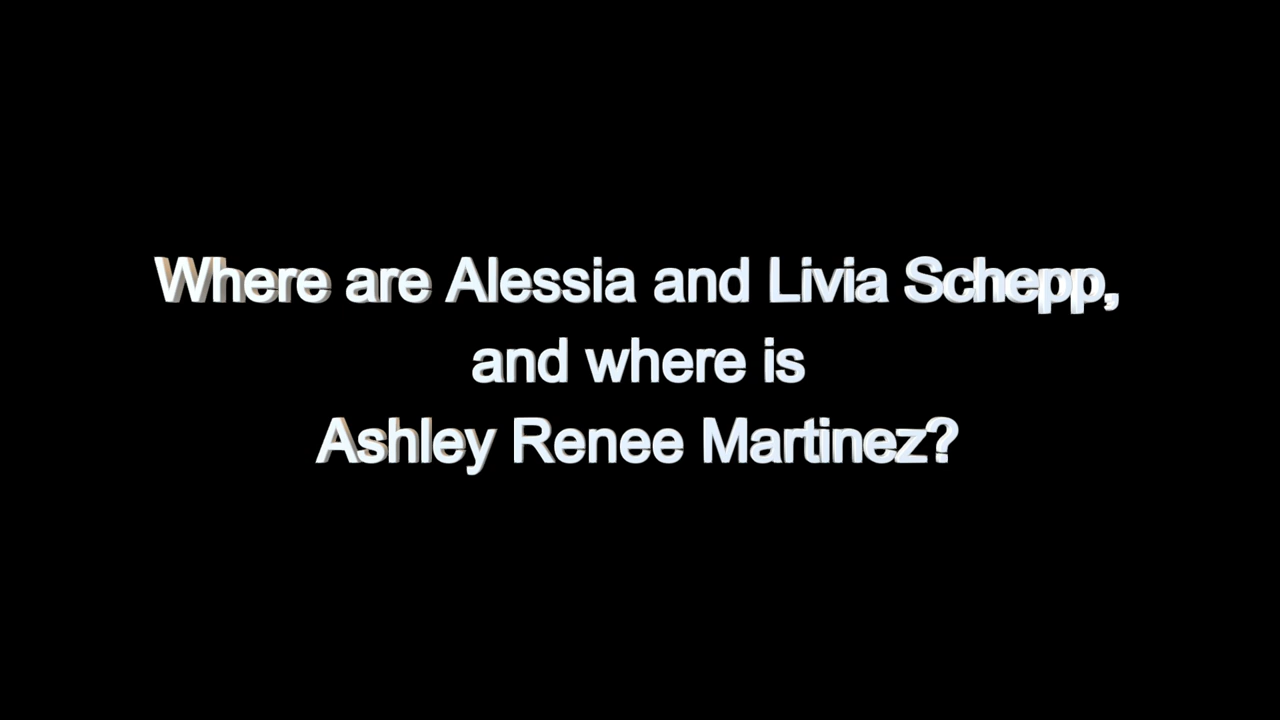 Where are Alessia and Livia Schepp,
and where is
Ashley Renee Martinez?